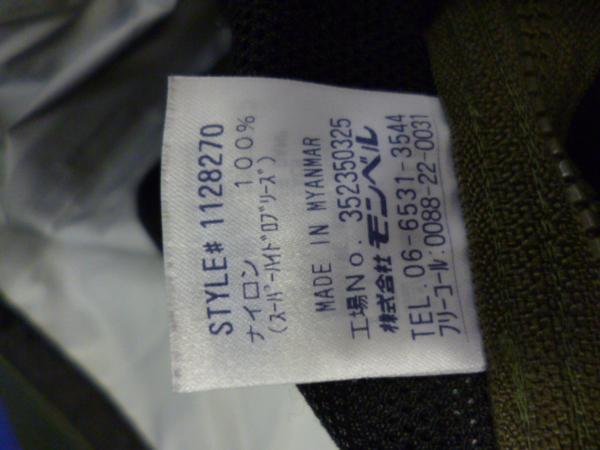 STYLE# 1128270
ナイロン 100%
(スーパーハイドロブリーズ)
MADE IN MYANMAR
工場No. 352350325
株式会社 モンベル
TEL. 06-6531-3544
フリーコール:0088-22-0031